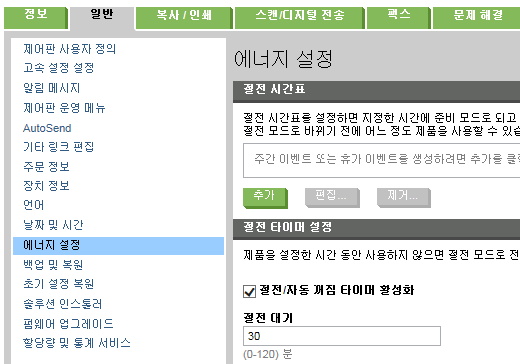 정보 일반 복사 / 인쇄 스캔/디지털 전송 팩스 문제 해결
제어판 사용자 정의
고속 설정 설정
알림 메시지
제어판 운영 메뉴
AutoSend
기타 링크 편집
주문 정보
장치 정보
언어
날짜 및 시간
에너지 설정
백업 및 복원
초기 설정 복원
솔루션 인스톨러
펌웨어 업그레이드
할당량 및 통계 서비스
에너지 설정
절전 시간표
절전 시간표을 설정하면 지정한 시간에 준비 모드로 되고
절전 모드로 바뀌기 전에 어느 정도 제품을 사용할 수 있
주간 이벤트 또는 휴가 이벤트을 생성하려면 추가를 클
추가 편집... 제거...
절전 타이머 설정
제품을 설정한 시간 동안 사용하지 않으면 절전 모드로 전
절전/자동 꺼짐 타이머 활성화
절전 대기
30
(0-120) 분